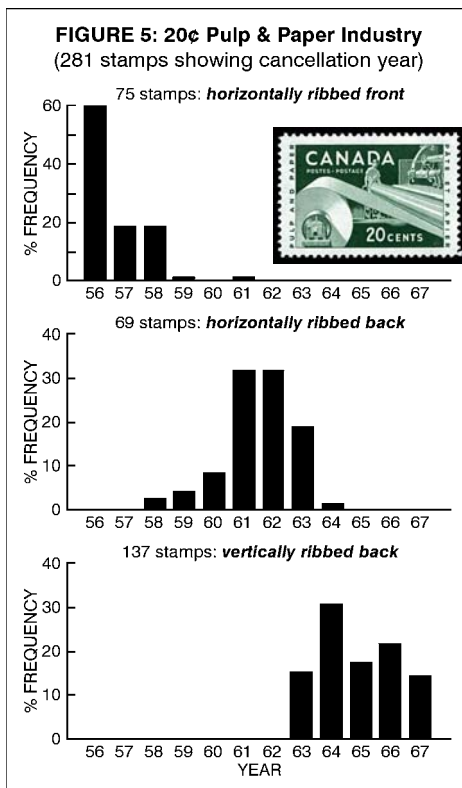 FIGURE 5: 20¢ Pulp & Paper Industry
(281 stamps showing cancellation year)
75 stamps: horizontally ribbed front
% FREQUENCY
60
40
20
0
56 57 58 59 60 61 62 63 64 65 66 67
PULP AND PAPER
CANADA
POSTES · POSTAGE
20 CENTS
PÂTE ET PAPIER
69 stamps: horizontally ribbed back
% FREQUENCY
40
30
20
10
0
56 57 58 59 60 61 62 63 64 65 66 67
137 stamps: vertically ribbed back
% FREQUENCY
40
30
20
10
0
56 57 58 59 60 61 62 63 64 65 66 67
YEAR